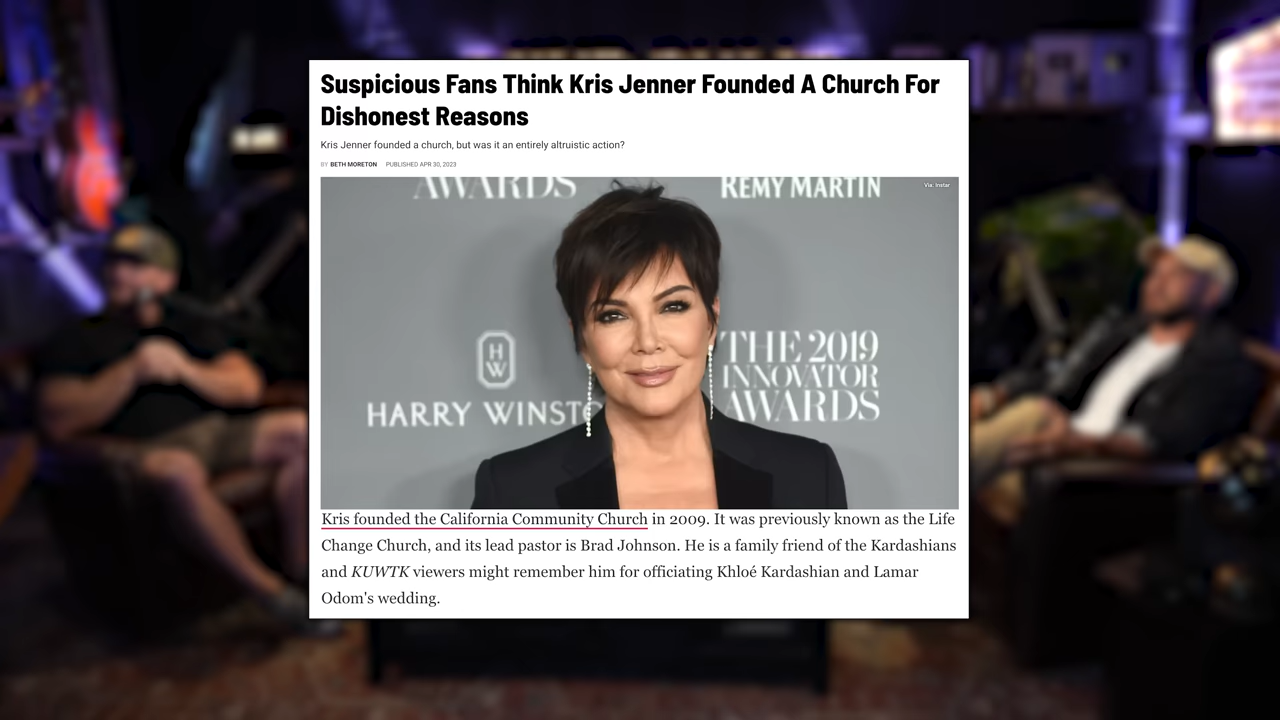 Suspicious Fans Think Kris Jenner Founded A Church For
Dishonest Reasons
Kris Jenner founded a church, but was it an entirely altruistic action?
BY BETH MORETON PUBLISHED APR 30, 2023
Via: Instar
AWARDS
REMY MARTIN
HW
HARRY WINSTO
THE 2019
INNOVATOR
AWARDS
Kris founded the California Community Church in 2009. It was previously known as the Life
Change Church, and its lead pastor is Brad Johnson. He is a family friend of the Kardashians
and KUWTK viewers might remember him for officiating Khloé Kardashian and Lamar
Odom's wedding.